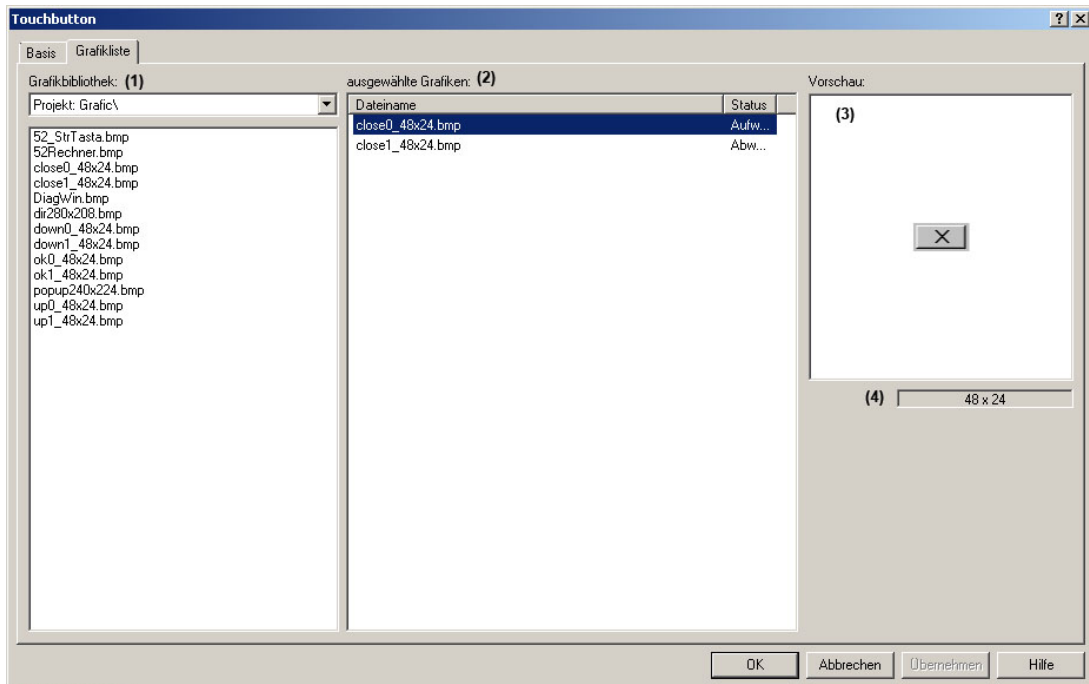 Touchbutton
Basis Grafikliste
Grafikbibliothek: (1)
Projekt: Grafic\
52_StrTasta.bmp
52Rechner.bmp
close0_48x24.bmp
close1_48x24.bmp
DiagWin.bmp
dir280x208.bmp
down0_48x24.bmp
down1_48x24.bmp
ok0_48x24.bmp
ok1_48x24.bmp
popup240x224.bmp
up0_48x24.bmp
up1_48x24.bmp
ausgewählte Grafiken: (2)
Dateiname Status
close0_48x24.bmp Aufw...
close1_48x24.bmp Abw...
Vorschau:
(3)
(4) 48 x 24
OK Abbrechen Übernehmen Hilfe